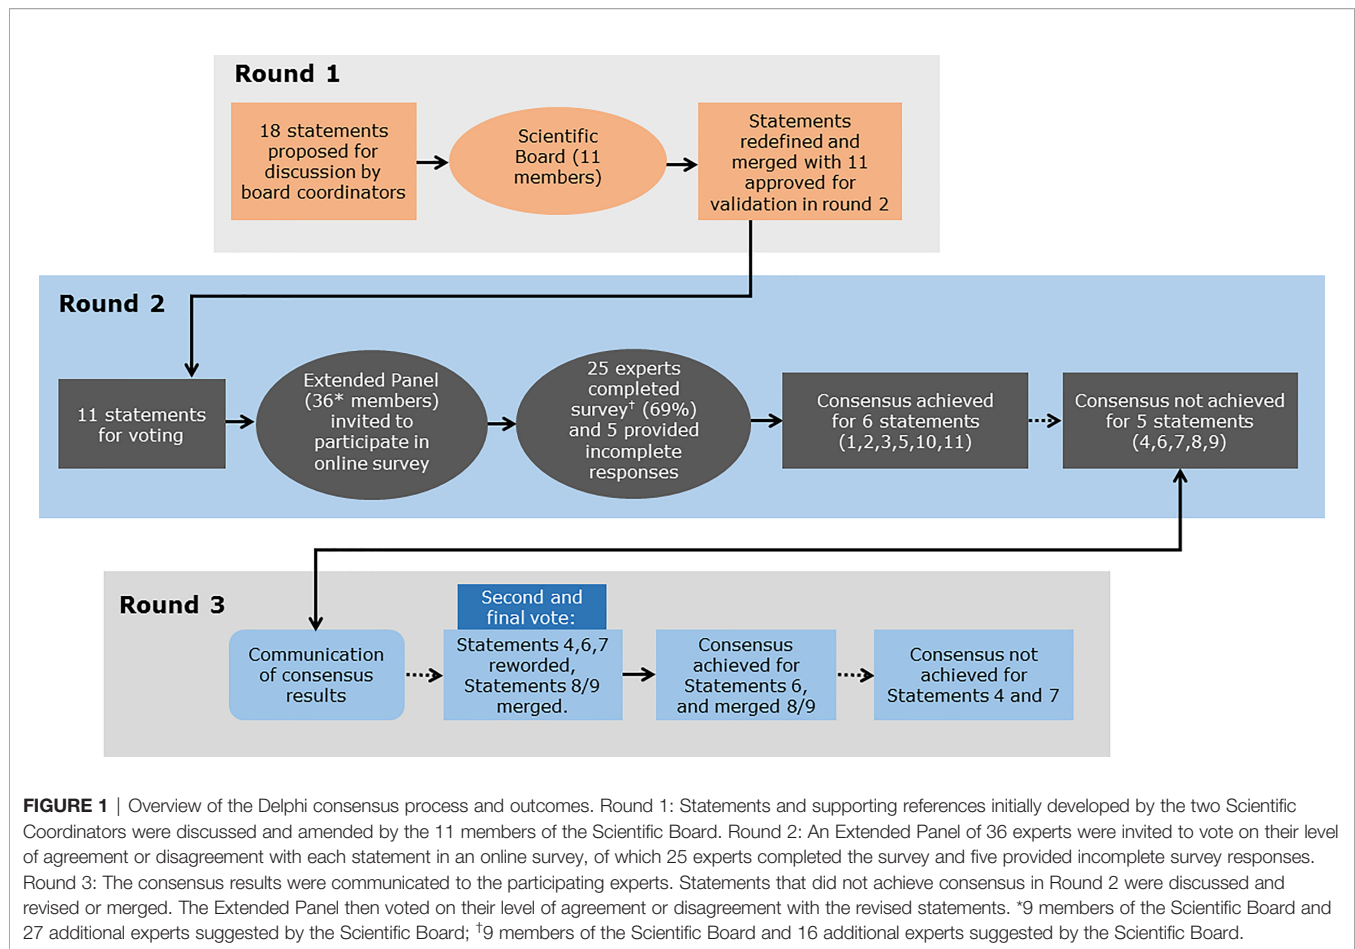 Round 1
18 statements
proposed for
discussion by
board coordinators
Scientific
Board (11
members)
Statements
redefined and
merged with 11
approved for
validation in round 2
Round 2
11 statements
for voting
Extended Panel
(36* members)
invited to
participate in
online survey
25 experts
completed
survey† (69%)
and 5 provided
incomplete
responses
Consensus achieved
for 6 statements
(1,2,3,5,10,11)
Consensus not achieved
for 5 statements
(4,6,7,8,9)
Round 3
Communication
of consensus
results
Second and
final vote:
Statements 4,6,7
reworded,
Statements 8/9
merged.
Consensus
achieved for
Statements 6,
and merged 8/9
Consensus not
achieved for
Statements 4 and 7
FIGURE 1 | Overview of the Delphi consensus process and outcomes. Round 1: Statements and supporting references initially developed by the two Scientific
Coordinators were discussed and amended by the 11 members of the Scientific Board. Round 2: An Extended Panel of 36 experts were invited to vote on their level
of agreement or disagreement with each statement in an online survey, of which 25 experts completed the survey and five provided incomplete survey responses.
Round 3: The consensus results were communicated to the participating experts. Statements that did not achieve consensus in Round 2 were discussed and
revised or merged. The Extended Panel then voted on their level of agreement or disagreement with the revised statements. *9 members of the Scientific Board and
27 additional experts suggested by the Scientific Board; †9 members of the Scientific Board and 16 additional experts suggested by the Scientific Board.